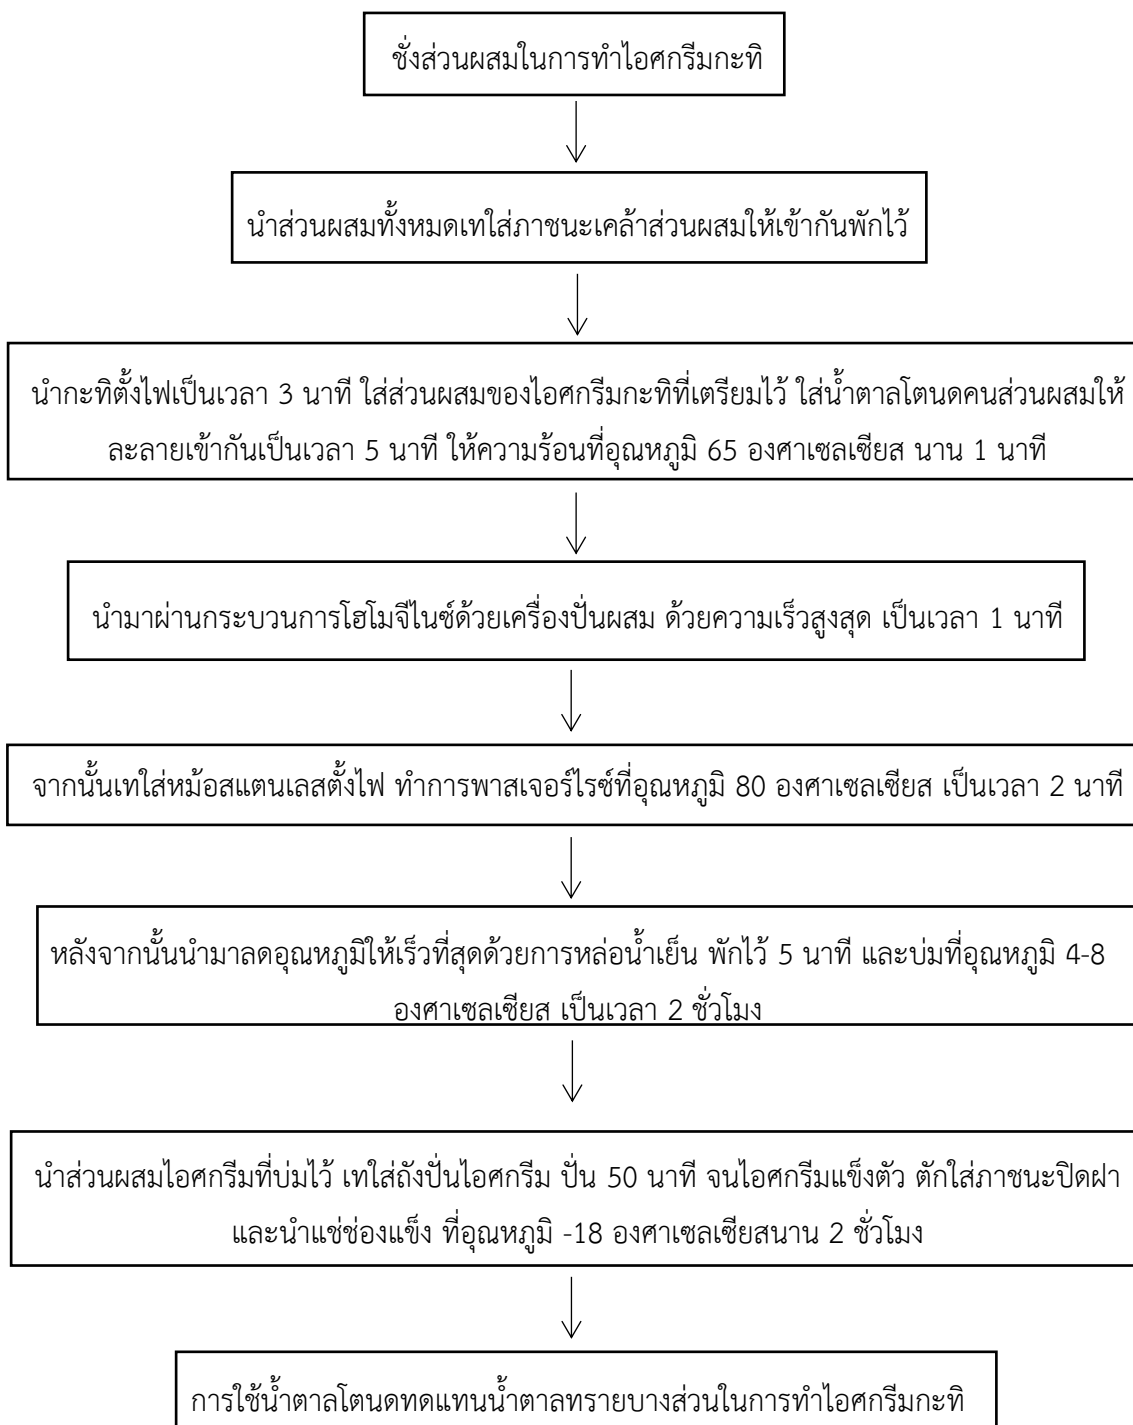 ชั่งส่วนผสมในการทำไอศกรีมกะทิ
นำส่วนผสมทั้งหมดเทใส่ภาชนะเคล้าส่วนผสมให้เข้ากันพักไว้
นำกะทิตั้งไฟเป็นเวลา 3 นาที ใส่ส่วนผสมของไอศกรีมกะทิที่เตรียมไว้ ใส่น้ำตาลโตนดคนส่วนผสมให้
ละลายเข้ากันเป็นเวลา 5 นาที ให้ความร้อนที่อุณหภูมิ 65 องศาเซลเซียส นาน 1 นาที
นำมาผ่านกระบวนการโฮโมจีไนซ์ด้วยเครื่องปั่นผสม ด้วยความเร็วสูงสุด เป็นเวลา 1 นาที
จากนั้นเทใส่หม้อสแตนเลสตั้งไฟ ทำการพาสเจอร์ไรซ์ที่อุณหภูมิ 80 องศาเซลเซียส เป็นเวลา 2 นาที
หลังจากนั้นนำมาลดอุณหภูมิให้เร็วที่สุดด้วยการหล่อน้ำเย็น พักไว้ 5 นาที และบ่มที่อุณหภูมิ 4-8
องศาเซลเซียส เป็นเวลา 2 ชั่วโมง
นำส่วนผสมไอศกรีมที่บ่มไว้ เทใส่ถังปั่นไอศกรีม ปั่น 50 นาที จนไอศกรีมแข็งตัว ตักใส่ภาชนะปิดฝา
และนำแช่ช่องแข็ง ที่อุณหภูมิ -18 องศาเซลเซียสนาน 2 ชั่วโมง
การใช้น้ำตาลโตนดทดแทนน้ำตาลทรายบางส่วนในการทำไอศกรีมกะทิ